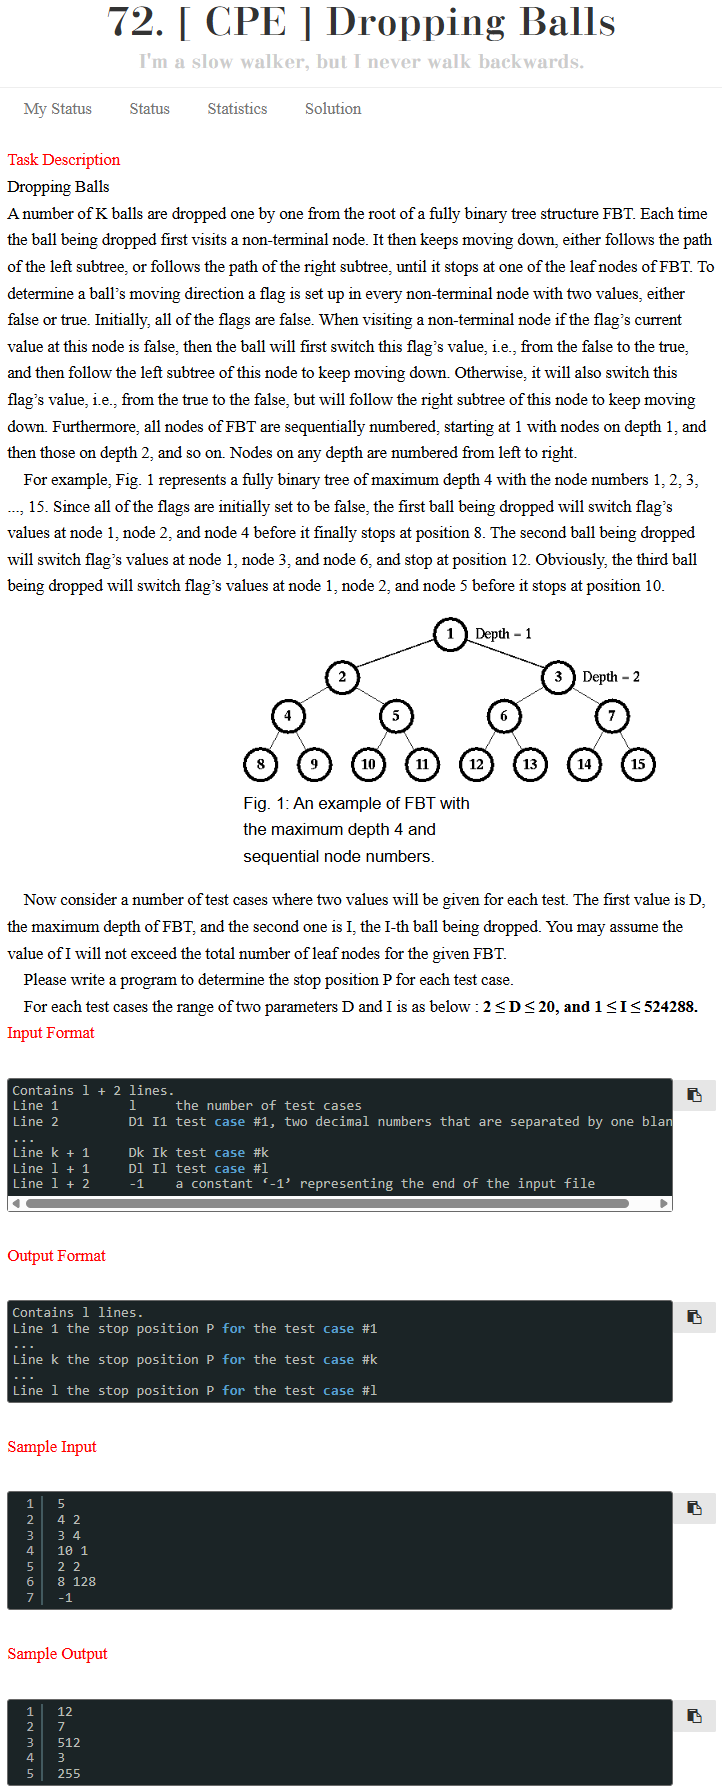 72. [ CPE ] Dropping Balls
I'm a slow walker, but I never walk backwards.
My Status Status Statistics Solution
Task Description
Dropping Balls
A number of K balls are dropped one by one from the root of a fully binary tree structure FBT. Each time
the ball being dropped first visits a non-terminal node. It then keeps moving down, either follows the path
of the left subtree, or follows the path of the right subtree, until it stops at one of the leaf nodes of FBT. To
determine a ball's moving direction a flag is set up in every non-terminal node with two values, either
false or true. Initially, all of the flags are false. When visiting a non-terminal node if the flag's current
value at this node is false, then the ball will first switch this flag's value, i.e., from the false to the true,
and then follow the left subtree of this node to keep moving down. Otherwise, it will also switch this
flag's value, i.e., from the true to the false, but will follow the right subtree of this node to keep moving
down. Furthermore, all nodes of FBT are sequentially numbered, starting at 1 with nodes on depth 1, and
then those on depth 2, and so on. Nodes on any depth are numbered from left to right.
For example, Fig. 1 represents a fully binary tree of maximum depth 4 with the node numbers 1, 2, 3,
..., 15. Since all of the flags are initially set to be false, the first ball being dropped will switch flag's
values at node 1, node 2, and node 4 before it finally stops at position 8. The second ball being dropped
will switch flag's values at node 1, node 3, and node 6, and stop at position 12. Obviously, the third ball
being dropped will switch flag's values at node 1, node 2, and node 5 before it stops at position 10.
1 Depth - 1
2 3 Depth - 2
4 5 6 7
8 9 10 11 12 13 14 15
Fig. 1: An example of FBT with
the maximum depth 4 and
sequential node numbers.
Now consider a number of test cases where two values will be given for each test. The first value is D,
the maximum depth of FBT, and the second one is I, the I-th ball being dropped. You may assume the
value of I will not exceed the total number of leaf nodes for the given FBT.
Please write a program to determine the stop position P for each test case.
For each test cases the range of two parameters D and I is as below : 2 ≤ D ≤ 20, and 1 ≤ I ≤ 524288.
Input Format
Contains l + 2 lines.
Line 1 l the number of test cases
Line 2 D1 I1 test case #1, two decimal numbers that are separated by one blan
...
Line k + 1 Dk Ik test case #k
Line l + 1 Dl Il test case #l
Line l + 2 -1 a constant ‘-1’ representing the end of the input file
Output Format
Contains l lines.
Line 1 the stop position P for the test case #1
...
Line k the stop position P for the test case #k
...
Line l the stop position P for the test case #l
Sample Input
1 5
2 4 2
3 3 4
4 10 1
5 2 2
6 8 128
7 -1
Sample Output
1 12
2 7
3 512
4 3
5 255